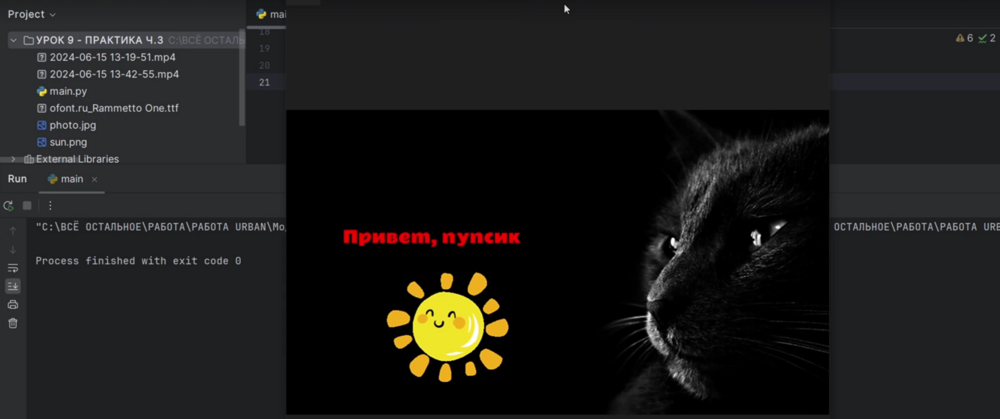 Project
mai
УРОК 9 - ПРАКТИКА Ч.3 C:\ВСЁ ОСТАЛЬ
2024-06-15 13-19-51.mp4
2024-06-15 13-42-55.mp4
main.py
ofont.ru_Rammetto One.ttf
photo.jpg
sun.png
External Libraries
18
19
20
21
6 2
Run main
"C:\ВСЁ ОСТАЛЬНОЕ\РАБОТА\РАБОТА URBAN\Мо
ОСТАЛЬНОЕ\РАБОТА\РАБОТА URB
Process finished with exit code 0
Привет, пупсик